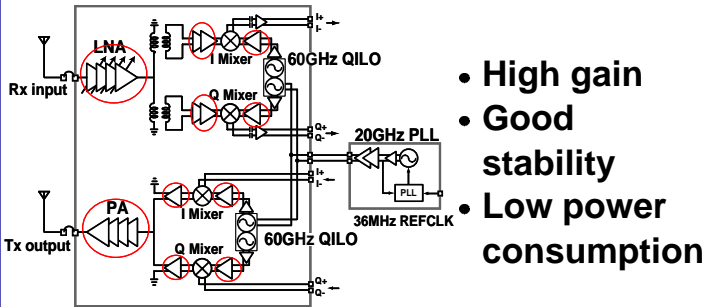 I+
I-
LNA
I Mixer
60GHz QILO
Rx input
Q Mixer
Q+
Q-
20GHz PLL
PLL
36MHz REFCLK
I+
I-
PA
I Mixer
60GHz QILO
Tx output
Q Mixer
Q+
Q-
• High gain
• Good
stability
• Low power
consumption